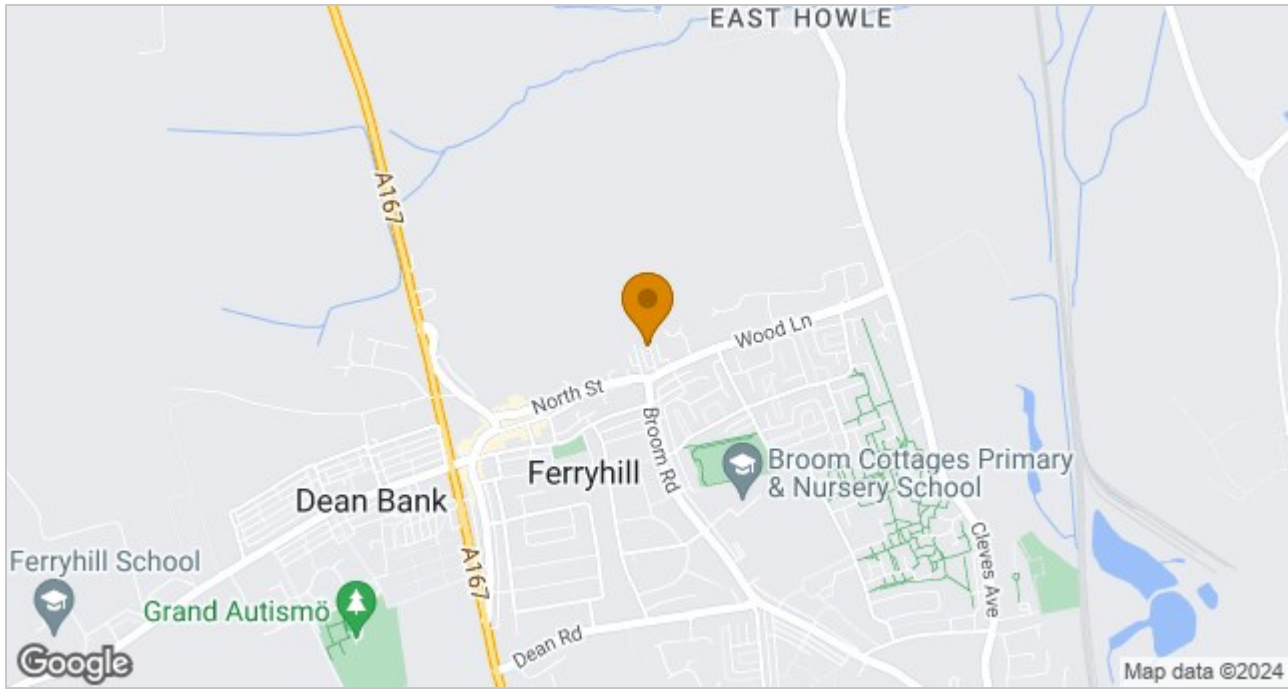 EAST HOWLE
A167
Wood Ln
North St
Broom Rd
Ferryhill
Broom Cottages Primary
& Nursery School
Dean Bank
Ferryhill School
A167
Cleves Ave
Grand Autismö
Dean Rd
Google
Map data ©2024